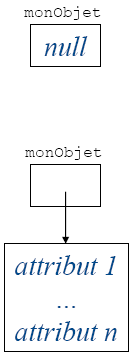 monObjet
null
monObjet
attribut 1
...
attribut n